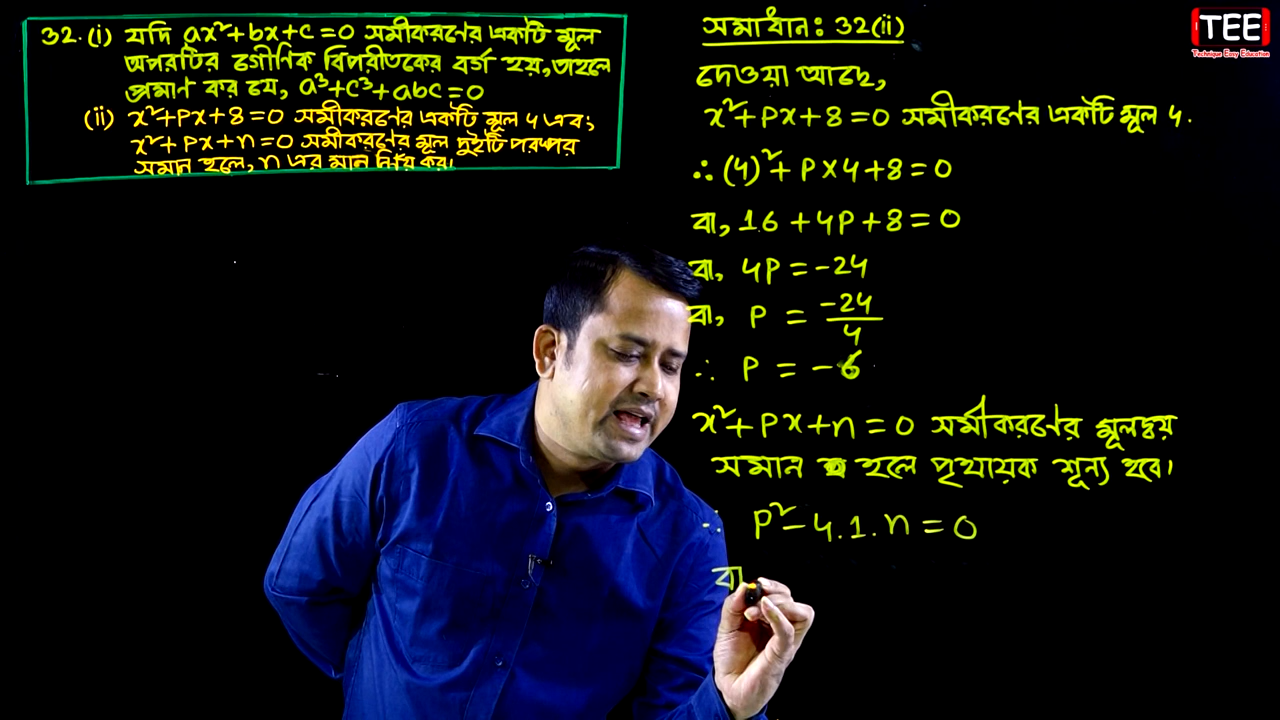 32. (i) যদি ax²+bx+c=0 সমীকরণের একটি মূল
অপরটির গৌণিক বিপরীতকের বর্গ হয়, তাহলে
প্রমাণ কর যে, a³+c³+abc=0
(ii) x²+px+8=0 সমীকরণের একটি মূল 4 এবং
x²+px+n=0 সমীকরণের মূল দুইটি পরস্পর
সমান হলে, n এর মান নির্ণয় কর।
সমাধান: 32(ii)
দেওয়া আছে,
x²+px+8=0 সমীকরণের একটি মূল 4.
∴ (4)²+p×4+8=0
বা, 16+4p+8=0
বা, 4p=-24
বা, p = -24/4
∴ p = -6
x²+px+n=0 সমীকরণের মূলদ্বয়
সমান হলে পৃথায়ক শূন্য হবে।
∴ p²-4.1.n=0
বা
TEE
Technique Easy Education